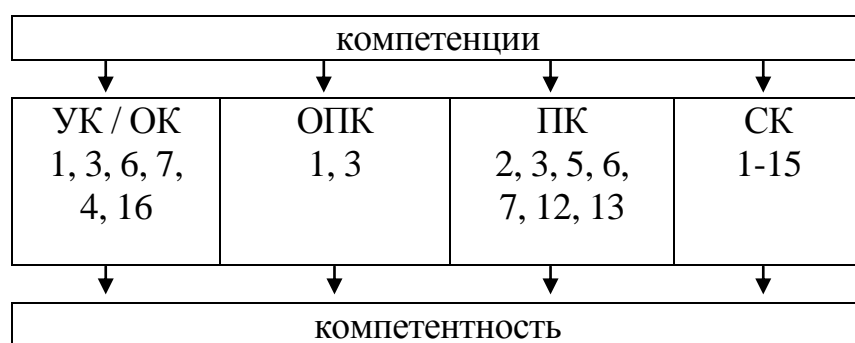 компетенции
УК / ОК
1, 3, 6, 7,
4, 16
ОПК
1, 3
ПК
2, 3, 5, 6,
7, 12, 13
СК
1-15
компетентность